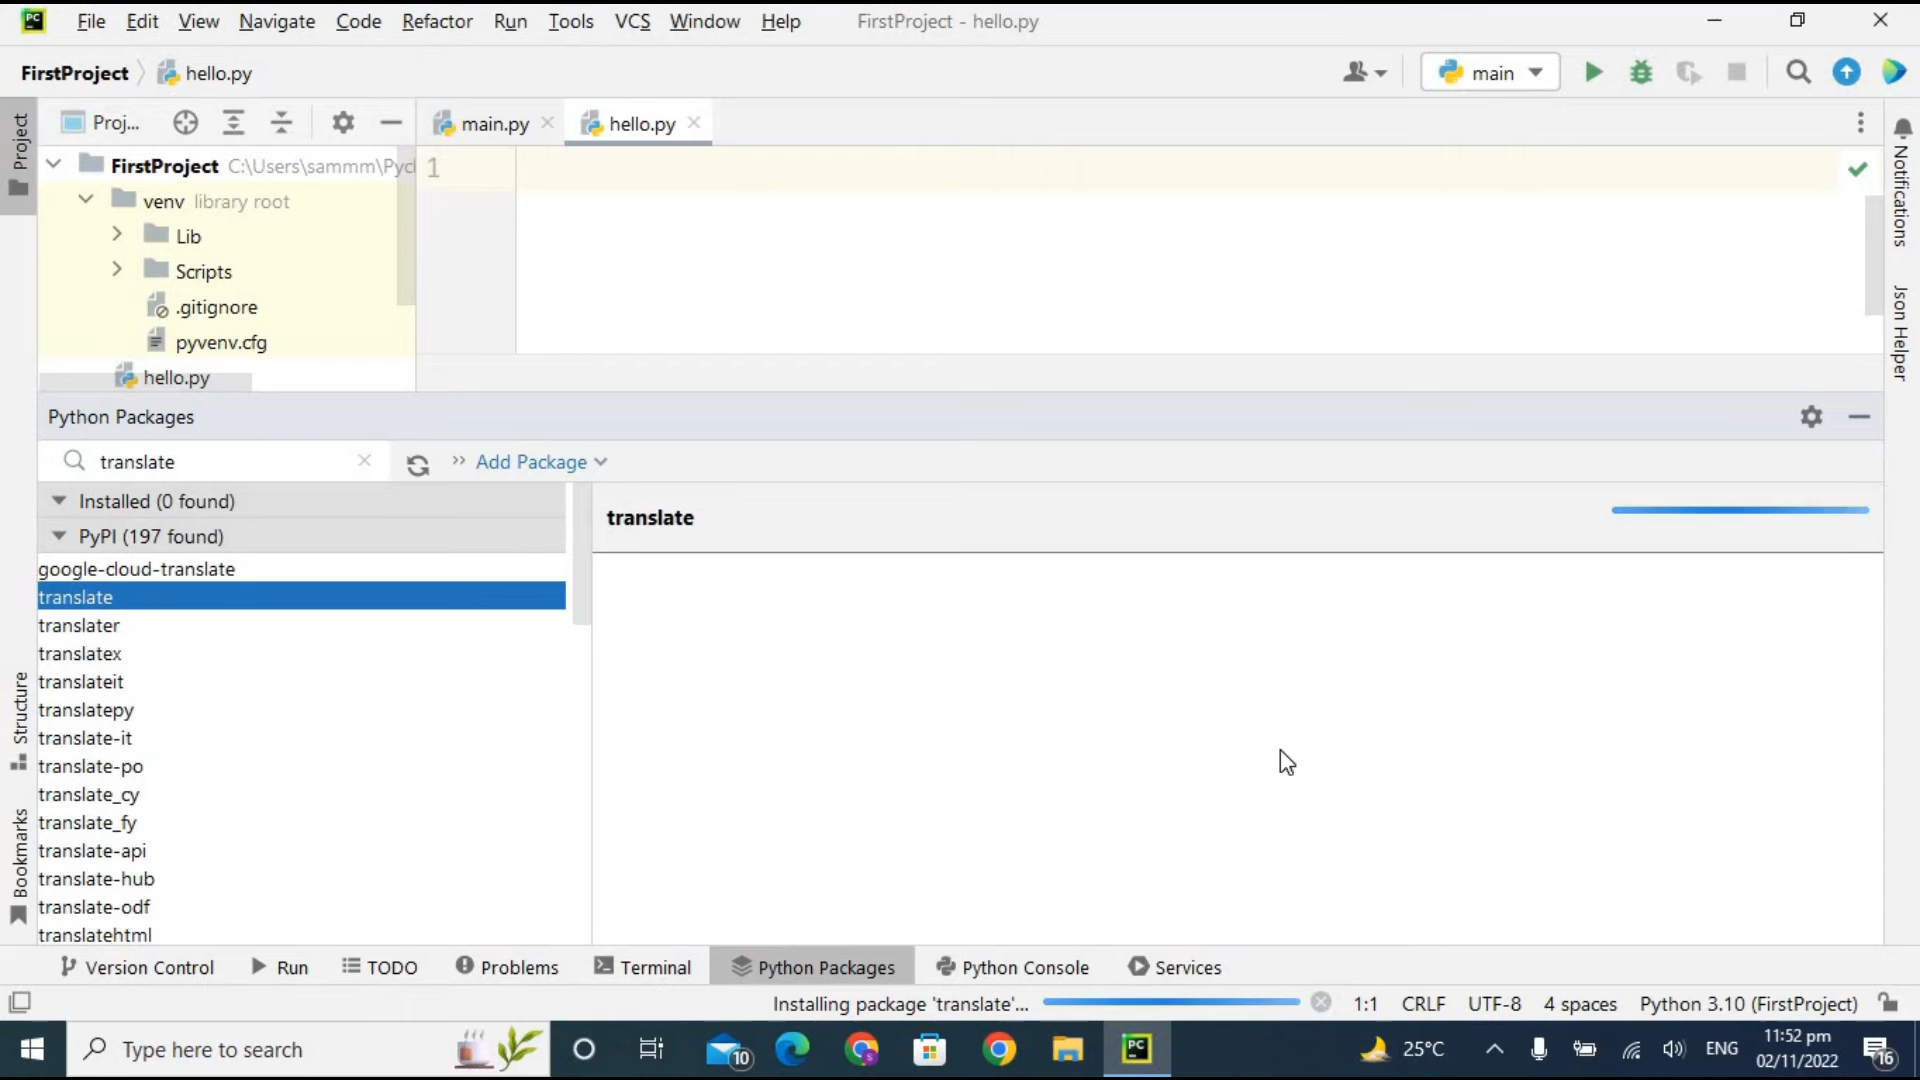 PC File Edit View Navigate Code Refactor Run Tools VCS Window Help FirstProject - hello.py
FirstProject hello.py main
Project
Proj...
main.py hello.py
FirstProject C:\Users\sammm\Pycl
venv library root
Lib
Scripts
.gitignore
pyvenv.cfg
hello.py
1
Notifications
Json Helper
Python Packages
translate Add Package
Installed (0 found)
PyPI (197 found)
google-cloud-translate
translate
translater
translatex
translateit
translatepy
translate-it
translate-po
translate_cy
translate_fy
translate-api
translate-hub
translate-odf
translatehtml
translate
Structure
Bookmarks
Version Control Run TODO Problems Terminal Python Packages Python Console Services
Installing package 'translate'... 1:1 CRLF UTF-8 4 spaces Python 3.10 (FirstProject)
Type here to search 10 S PC 25°C ENG 11:52 pm 16
02/11/2022